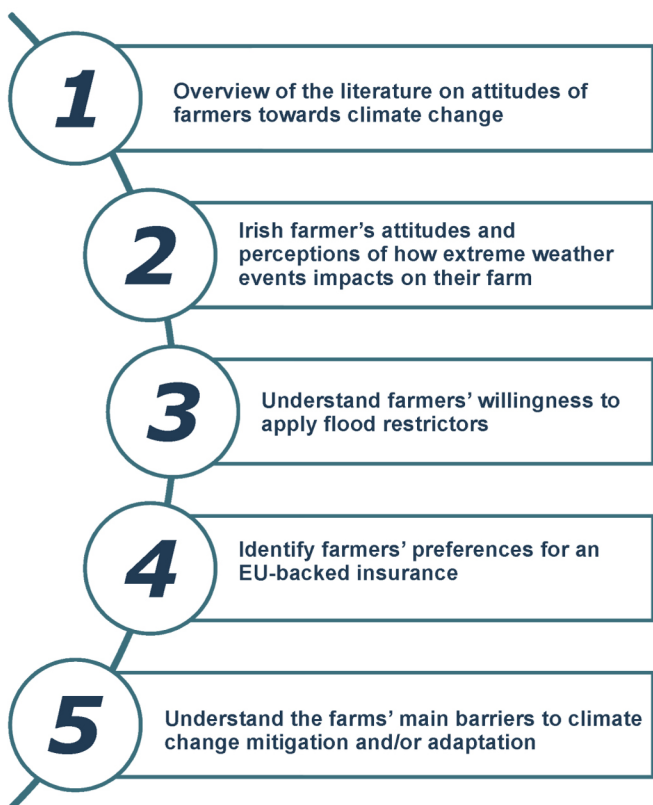 1
Overview of the literature on attitudes of
farmers towards climate change
2
Irish farmer's attitudes and
perceptions of how extreme weather
events impacts on their farm
3
Understand farmers' willingness to
apply flood restrictors
4
Identify farmers' preferences for an
EU-backed insurance
5
Understand the farms' main barriers to climate
change mitigation and/or adaptation